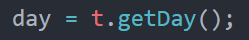 day = t.getDay();